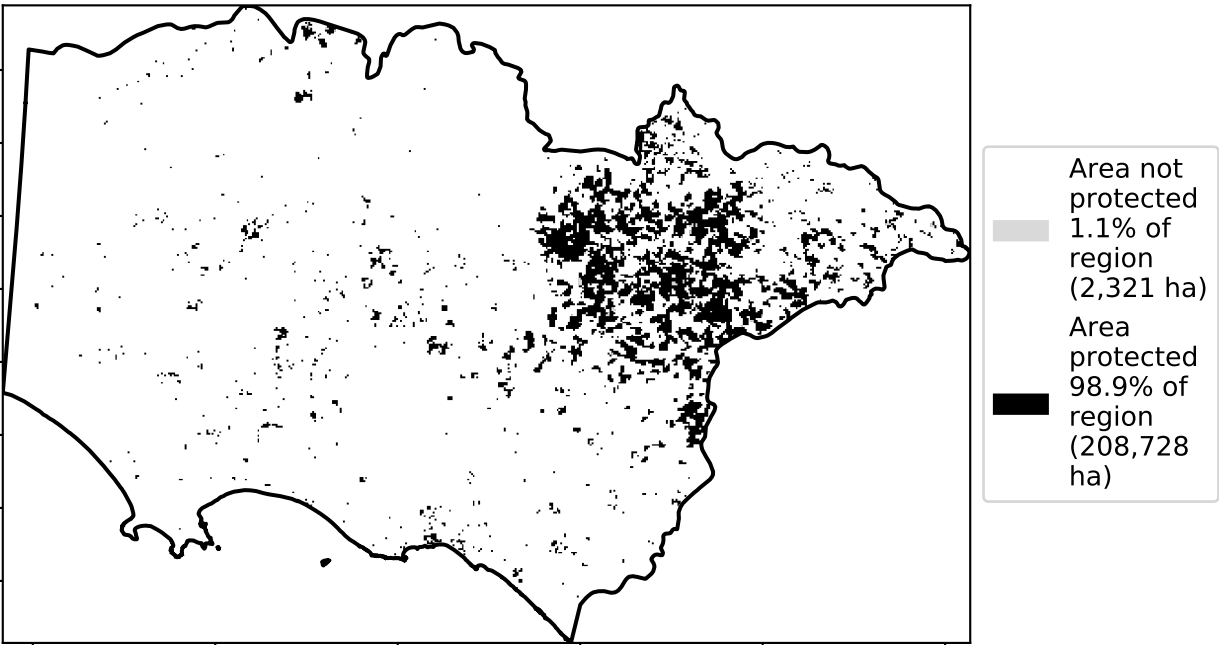 Area not
protected
1.1% of
region
(2,321 ha)
Area
protected
98.9% of
region
(208,728
ha)